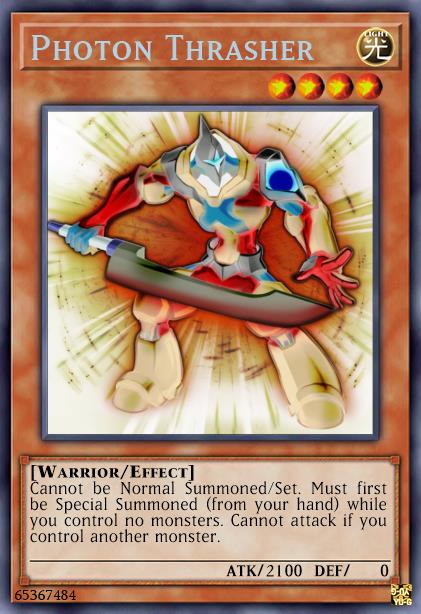 PHOTON THRASHER
LIGHT
光
[WARRIOR/EFFECT]
Cannot be Normal Summoned/Set. Must first
be Special Summoned (from your hand) while
you control no monsters. Cannot attack if you
control another monster.
ATK/2100 DEF/ 0
65367484